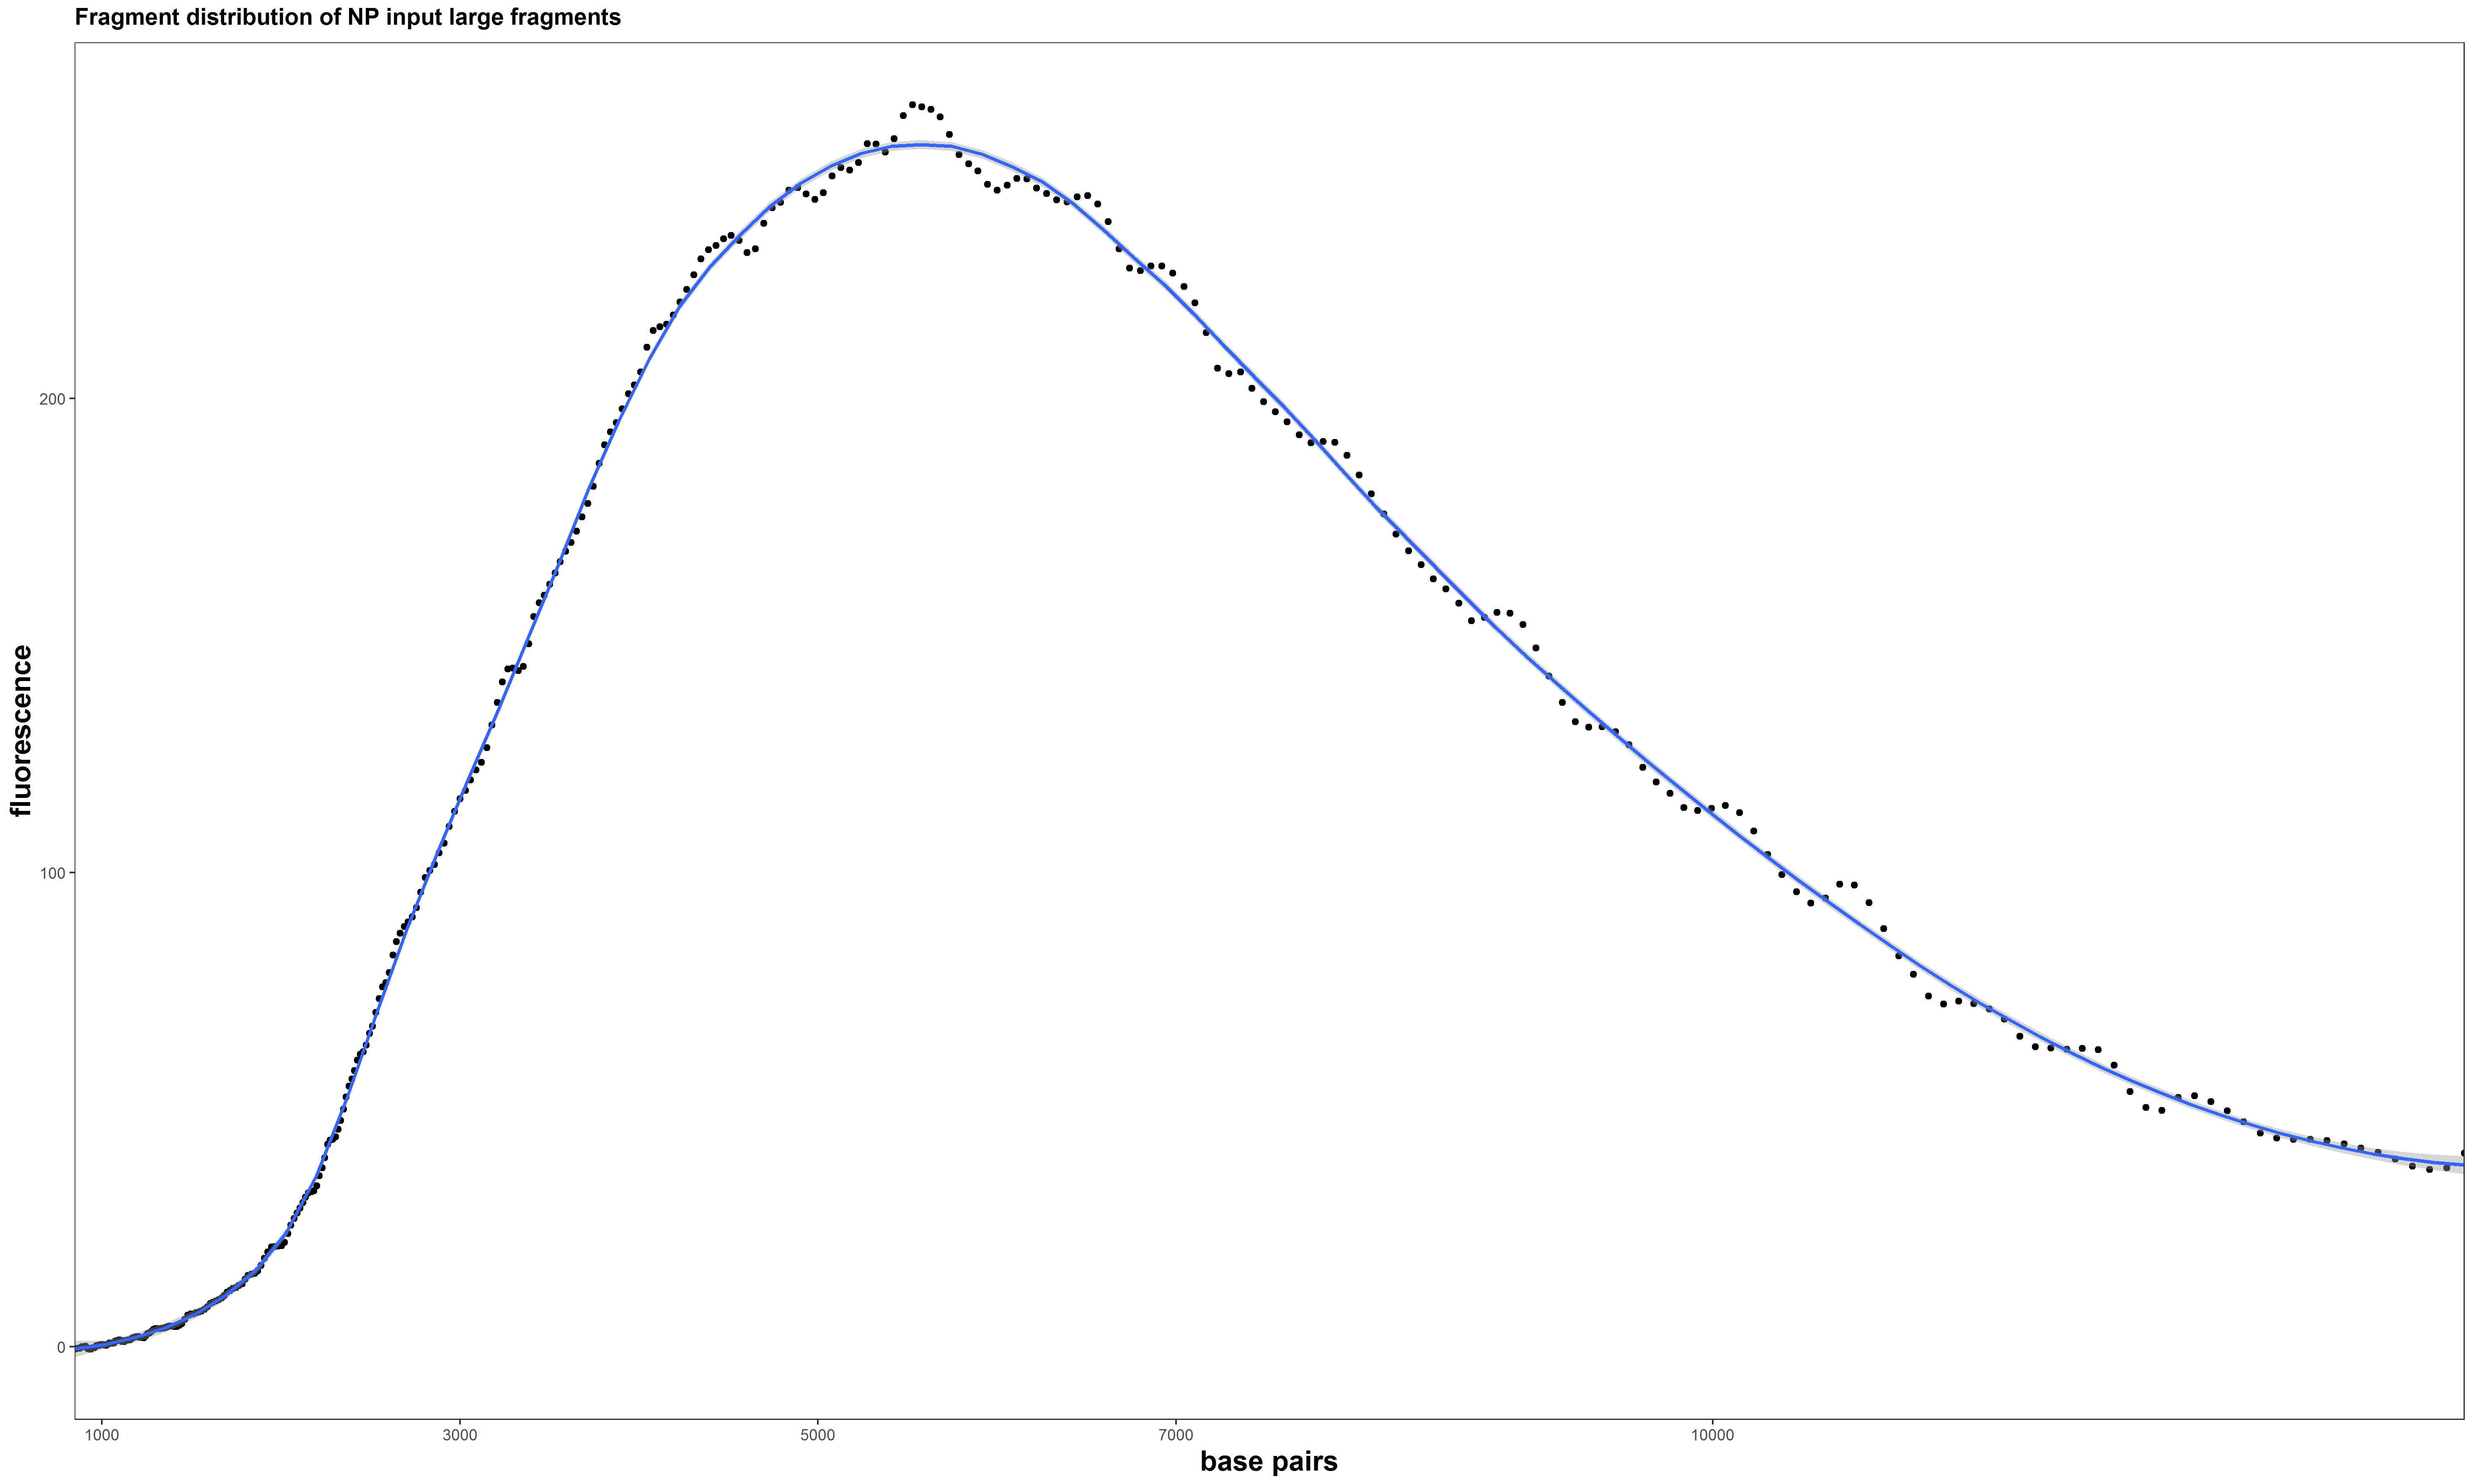 Fragment distribution of NP input large fragments
fluorescence
200
100
0
1000 3000 5000 7000 10000
base pairs